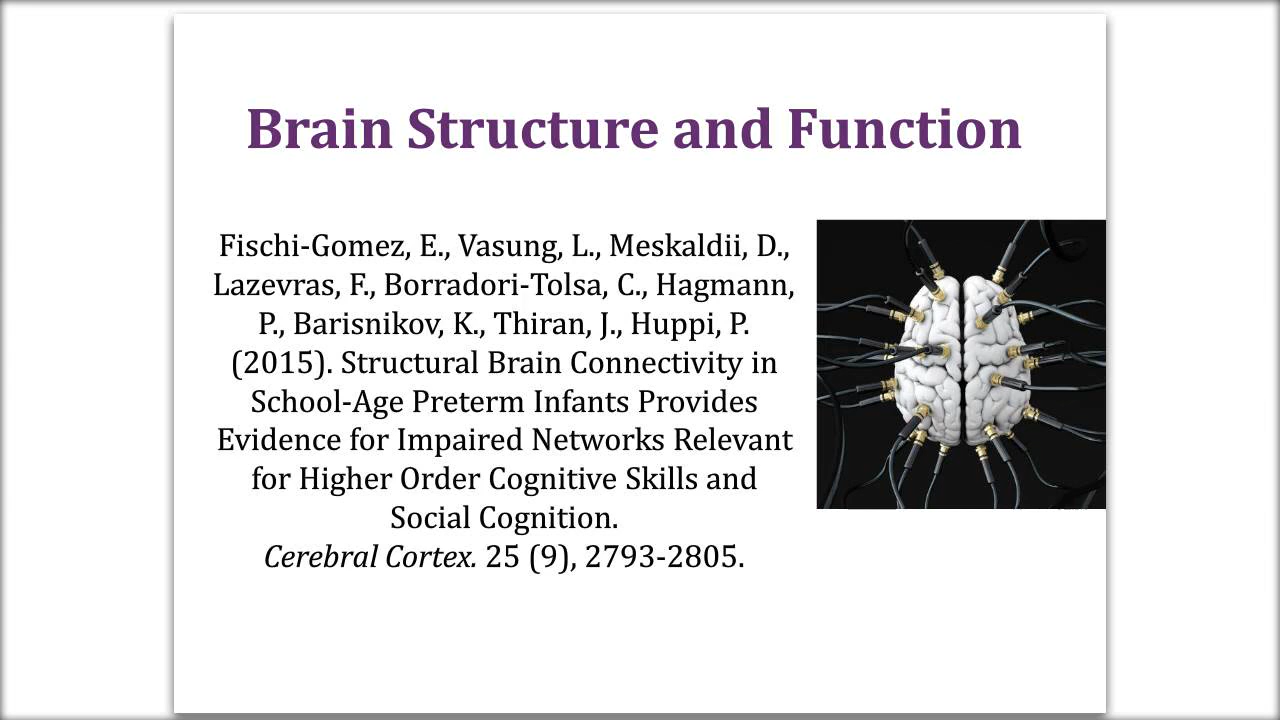 Brain Structure and Function
Fischi-Gomez, E., Vasung, L., Meskaldii, D.,
Lazevras, F., Borradori-Tolsa, C., Hagmann,
P., Barisnikov, K., Thiran, J., Huppi, P.
(2015). Structural Brain Connectivity in
School-Age Preterm Infants Provides
Evidence for Impaired Networks Relevant
for Higher Order Cognitive Skills and
Social Cognition.
Cerebral Cortex. 25 (9), 2793-2805.